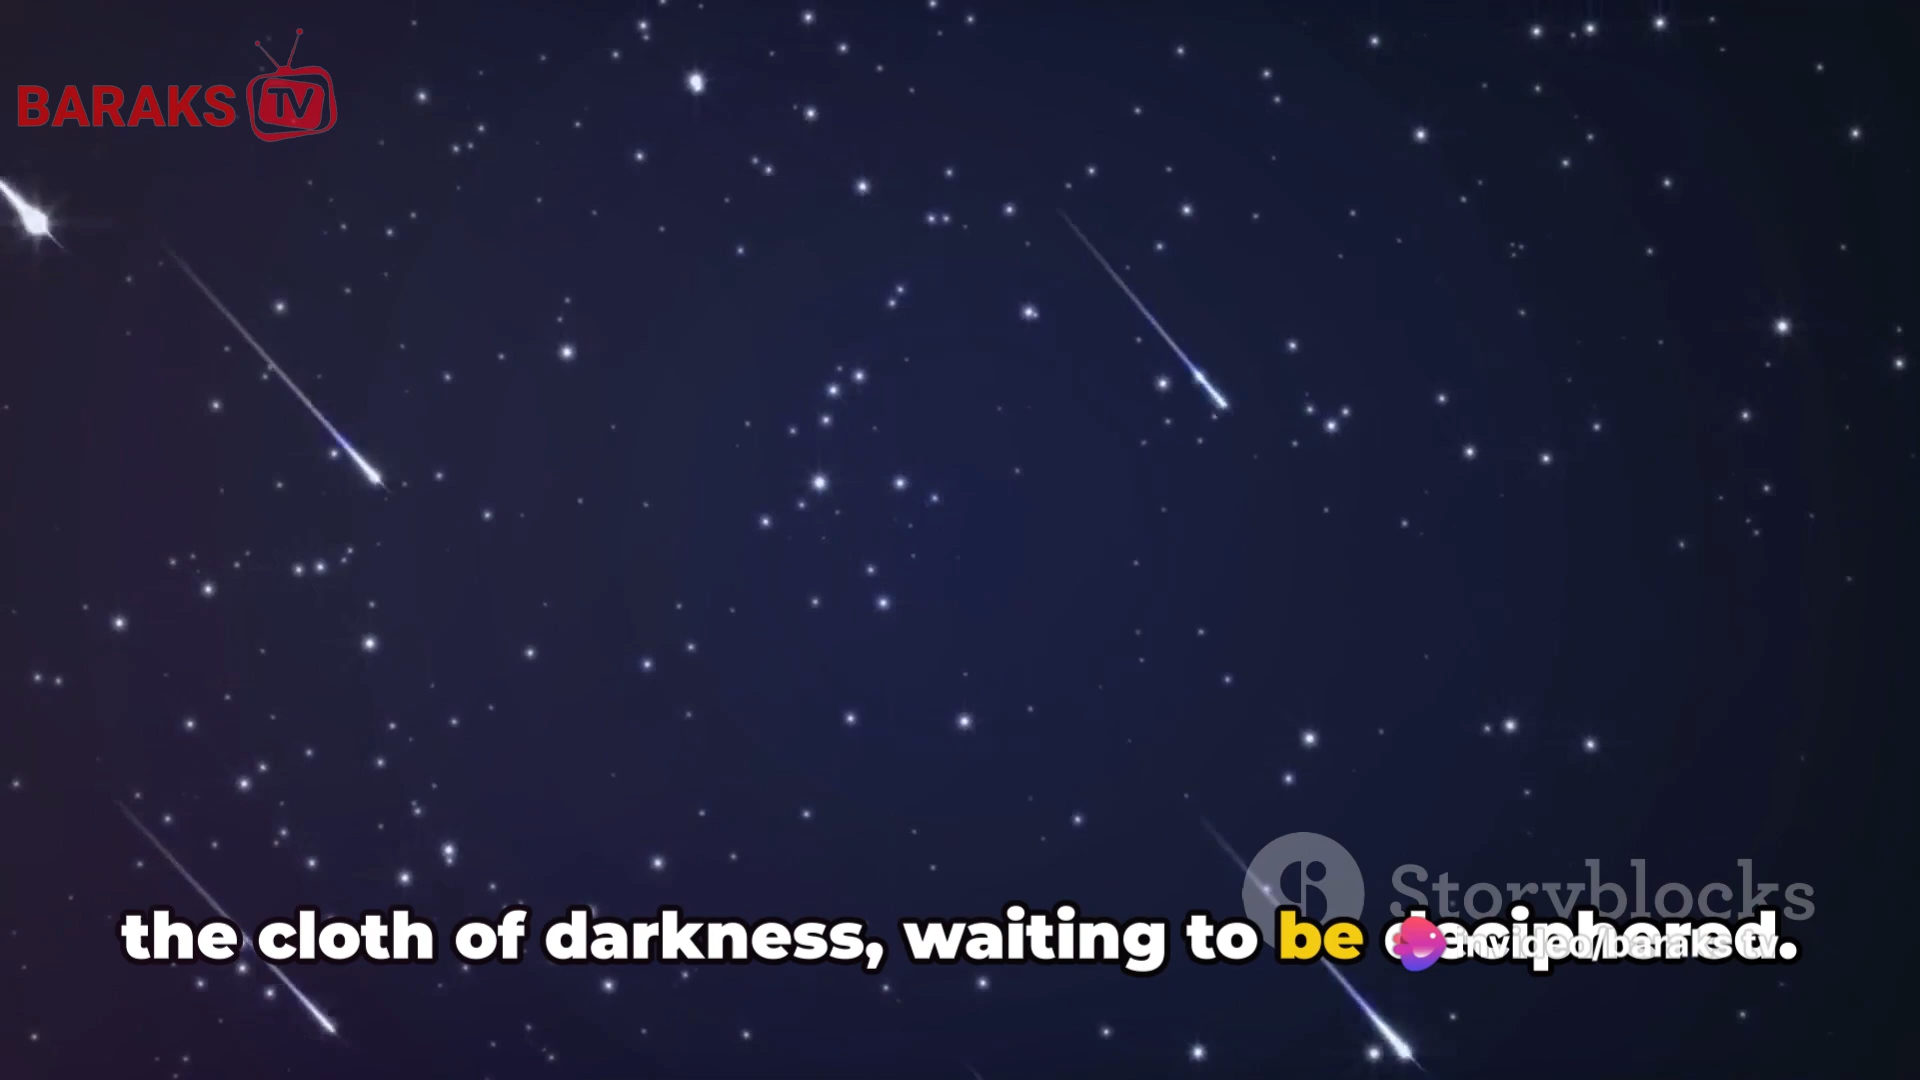 BARAKS TV
Storyblocks
the cloth of darkness, waiting to be deciphered.
invideo/baraks tv